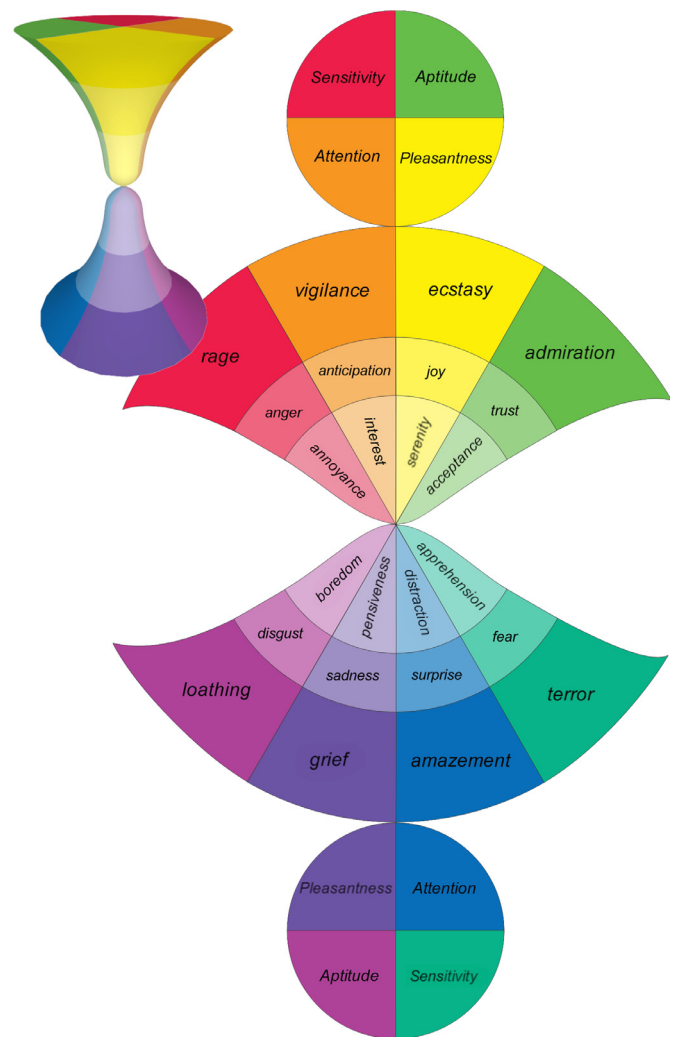 Sensitivity
Aptitude
Attention
Pleasantness
vigilance
ecstasy
rage
admiration
anticipation
joy
anger
trust
interest
serenity
annoyance
acceptance
boredom
pensiveness
distraction
apprehension
disgust
fear
sadness
surprise
loathing
terror
grief
amazement
Pleasantness
Attention
Aptitude
Sensitivity